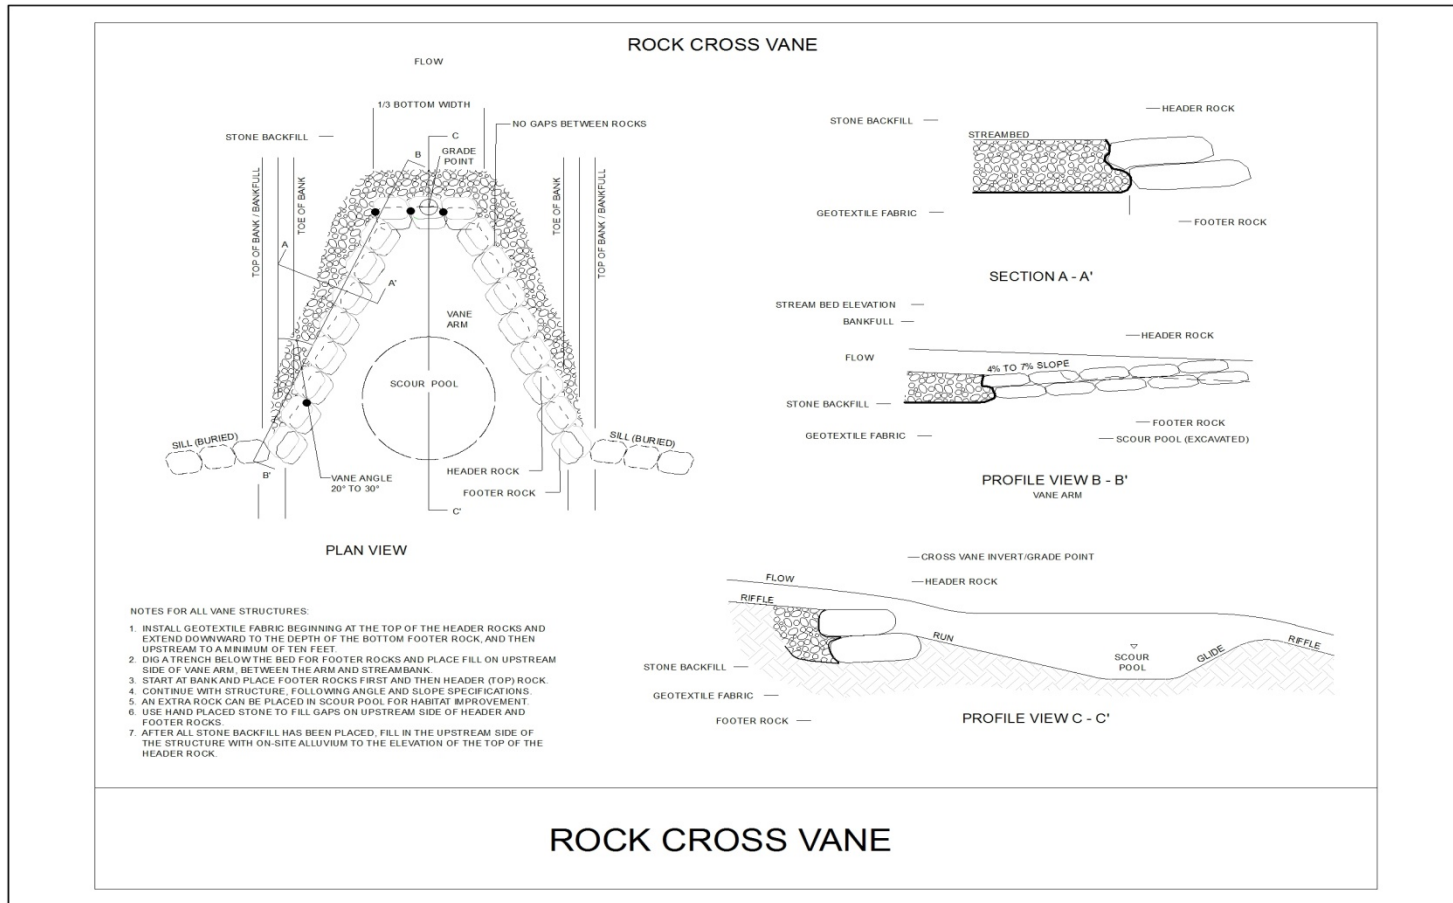 ROCK CROSS VANE
FLOW
1/3 BOTTOM WIDTH
STONE BACKFILL
C
NO GAPS BETWEEN ROCKS
B
GRADE
POINT
TOP OF BANK / BANKFULL
TOE OF BANK
TOE OF BANK
TOP OF BANK/BANKFULL
A
A'
VANE
ARM
SCOUR POOL
SILL (BURIED)
SILL (BURIED)
B'
VANE ANGLE
20° TO 30°
HEADER ROCK
FOOTER ROCK
C'
PLAN VIEW
HEADER ROCK
STONE BACKFILL
STREAMBED
GEOTEXTILE FABRIC
FOOTER ROCK
SECTION A - A'
STREAM BED ELEVATION
BANKFULL
HEADER ROCK
FLOW
4% TO 7% SLOPE
STONE BACKFILL
FOOTER ROCK
GEOTEXTILE FABRIC
SCOUR POOL (EXCAVATED)
PROFILE VIEW B - B'
VANE ARM
CROSS VANE INVERT/GRADE POINT
FLOW
HEADER ROCK
RIFFLE
RUN
SCOUR
POOL
GLIDE
RIFFLE
STONE BACKFILL
GEOTEXTILE FABRIC
FOOTER ROCK
PROFILE VIEW C - C'
NOTES FOR ALL VANE STRUCTURES:
1. INSTALL GEOTEXTILE FABRIC BEGINNING AT THE TOP OF THE HEADER ROCKS AND
EXTEND DOWNWARD TO THE DEPTH OF THE BOTTOM FOOTER ROCK, AND THEN
UPSTREAM TO A MINIMUM OF TEN FEET.
2. DIG A TRENCH BELOW THE BED FOR FOOTER ROCKS AND PLACE FILL ON UPSTREAM
SIDE OF VANE ARM, BETWEEN THE ARM AND STREAMBANK.
3. START AT BANK AND PLACE FOOTER ROCKS FIRST AND THEN HEADER (TOP) ROCK.
4. CONTINUE WITH STRUCTURE, FOLLOWING ANGLE AND SLOPE SPECIFICATIONS.
5. AN EXTRA ROCK CAN BE PLACED IN SCOUR POOL FOR HABITAT IMPROVEMENT.
6. USE HAND PLACED STONE TO FILL GAPS ON UPSTREAM SIDE OF HEADER AND
FOOTER ROCKS.
7. AFTER ALL STONE BACKFILL HAS BEEN PLACED, FILL IN THE UPSTREAM SIDE OF
THE STRUCTURE WITH ON-SITE ALLUVIUM TO THE ELEVATION OF THE TOP OF THE
HEADER ROCK.
ROCK CROSS VANE